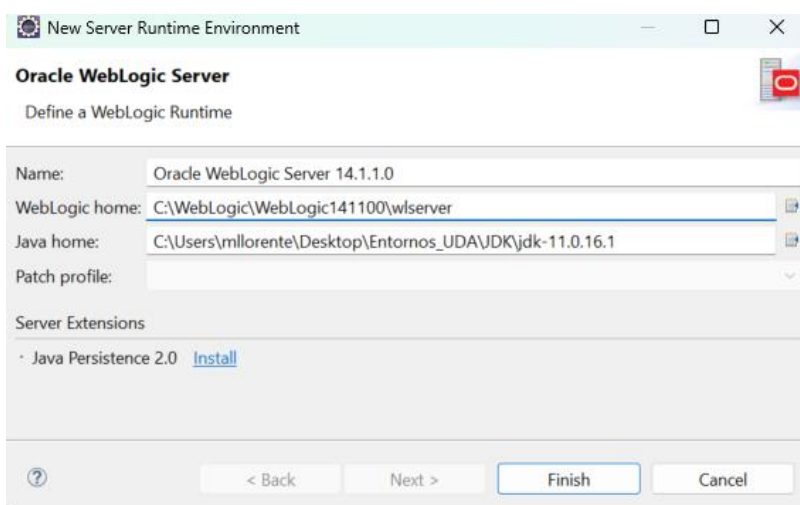 New Server Runtime Environment
Oracle WebLogic Server
Define a WebLogic Runtime
Name: Oracle WebLogic Server 14.1.1.0
WebLogic home: C:\WebLogic\WebLogic141100\wlserver
Java home: C:\Users\mllorente\Desktop\Entornos_UDA\JDK\jdk-11.0.16.1
Patch profile:
Server Extensions
· Java Persistence 2.0 Install
? < Back Next > Finish Cancel